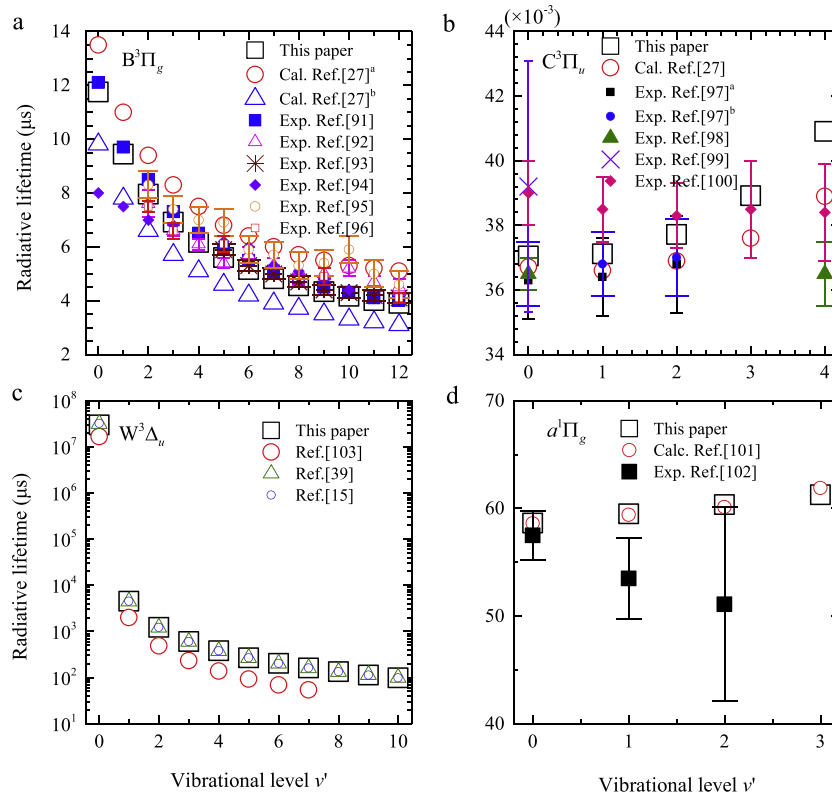 a
B³Πg
This paper
Cal. Ref.[27]ᵃ
Cal. Ref.[27]ᵇ
Exp. Ref.[91]
Exp. Ref.[92]
Exp. Ref.[93]
Exp. Ref.[94]
Exp. Ref.[95]
Exp. Ref.[96]
Radiative lifetime (μs)
14
12
10
8
6
4
2
0 2 4 6 8 10 12
b
(×10⁻³)
C³Πu
This paper
Cal. Ref.[27]
Exp. Ref.[97]ᵃ
Exp. Ref.[97]ᵇ
Exp. Ref.[98]
Exp. Ref.[99]
Exp. Ref.[100]
44
42
40
38
36
34
0 1 2 3 4
c
W³Δu
This paper
Ref.[103]
Ref.[39]
Ref.[15]
Radiative lifetime (μs)
10⁸
10⁷
10⁶
10⁵
10⁴
10³
10²
10¹
0 2 4 6 8 10
Vibrational level v'
d
a¹Πg
This paper
Calc. Ref.[101]
Exp. Ref.[102]
70
60
50
40
0 1 2 3
Vibrational level v'